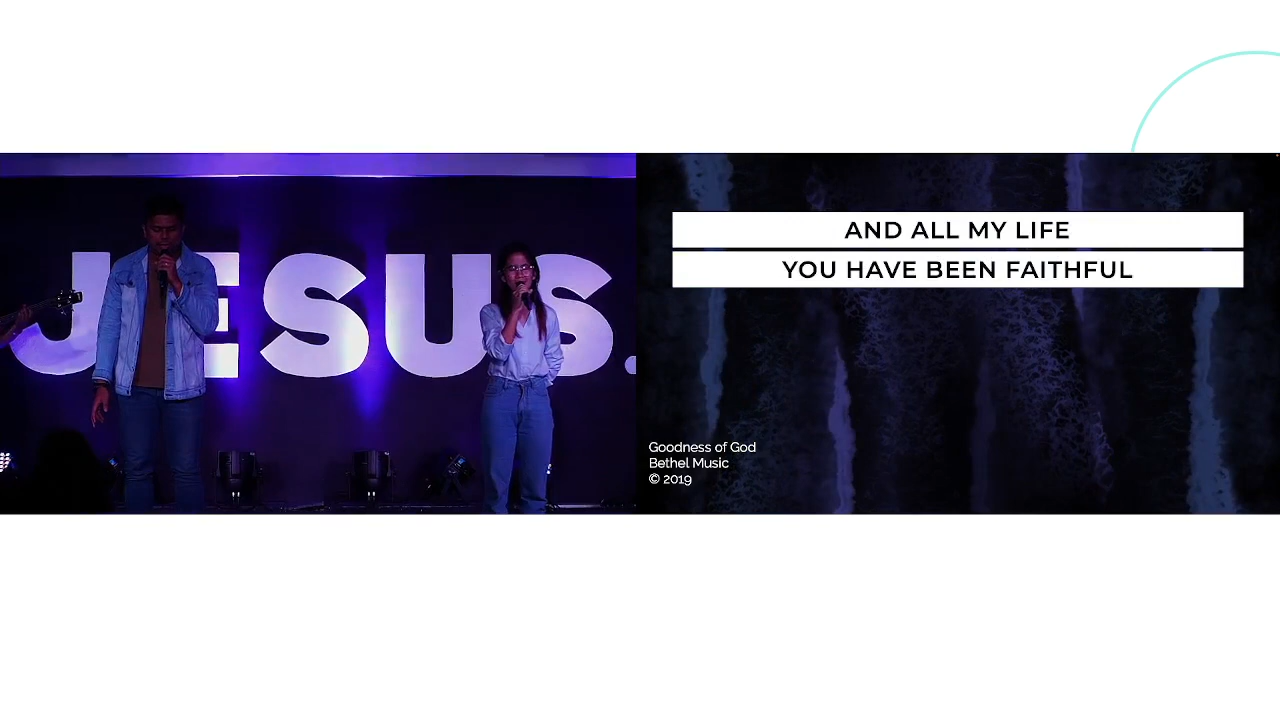 JESUS.
AND ALL MY LIFE
YOU HAVE BEEN FAITHFUL
Goodness of God
Bethel Music
© 2019